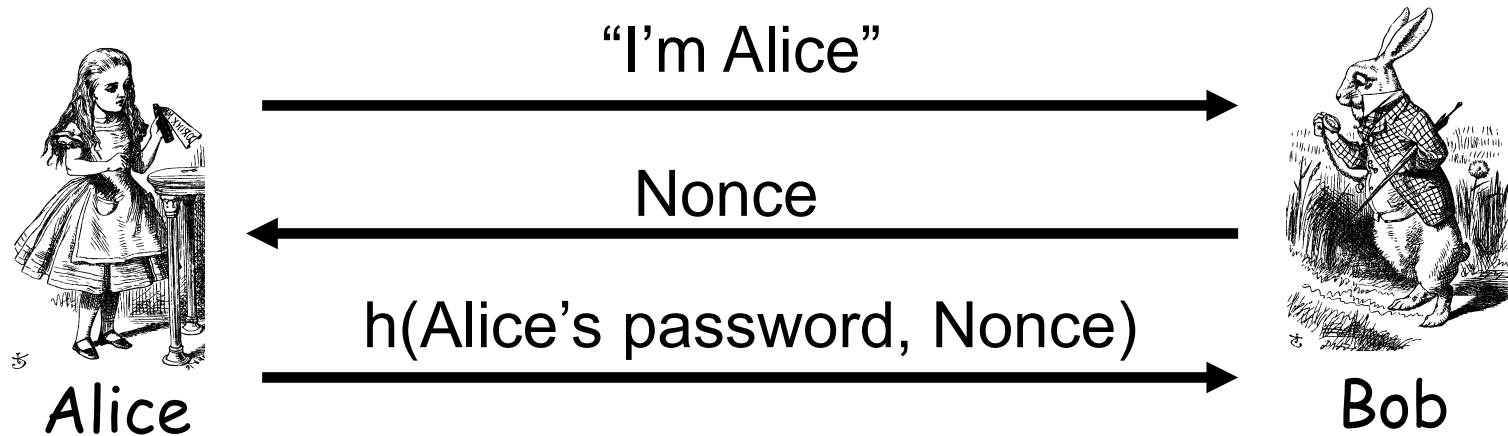 “I’m Alice”
Nonce
h(Alice’s password, Nonce)
Alice
Bob